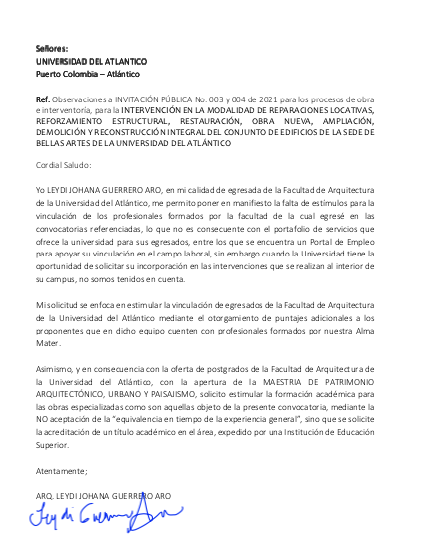 Señores:
UNIVERSIDAD DEL ATLANTICO
Puerto Colombia – Atlántico
Ref. Observaciones a INVITACIÓN PÚBLICA No. 003 y 004 de 2021 para los procesos de obra
e interventoría, para la INTERVENCIÓN EN LA MODALIDAD DE REPARACIONES LOCATIVAS,
REFORZAMIENTO ESTRUCTURAL, RESTAURACIÓN, OBRA NUEVA, AMPLIACIÓN,
DEMOLICIÓN Y RECONSTRUCCIÓN INTEGRAL DEL CONJUNTO DE EDIFICIOS DE LA SEDE DE
BELLAS ARTES DE LA UNIVERSIDAD DEL ATLÁNTICO
Cordial Saludo:
Yo LEYDI JOHANA GUERRERO ARO, en mi calidad de egresada de la Facultad de Arquitectura
de la Universidad del Atlántico, me permito poner en manifiesto la falta de estímulos para la
vinculación de los profesionales formados por la facultad de la cual egresé en las
convocatorias referenciadas, lo que no es consecuente con el portafolio de servicios que
ofrece la universidad para sus egresados, entre los que se encuentra un Portal de Empleo
para apoyar su vinculación en el campo laboral, sin embargo cuando la Universidad tiene la
oportunidad de solicitar su incorporación en las intervenciones que se realizan al interior de
su campus, no somos tenidos en cuenta.
Mi solicitud se enfoca en estimular la vinculación de egresados de la Facultad de Arquitectura
de la Universidad del Atlántico mediante el otorgamiento de puntajes adicionales a los
proponentes que en dicho equipo cuenten con profesionales formados por nuestra Alma
Mater.
Asimismo, y en consecuencia con la oferta de postgrados de la Facultad de Arquitectura de
la Universidad del Atlántico, con la apertura de la MAESTRIA DE PATRIMONIO
ARQUITECTÓNICO, URBANO Y PAISAJISMO, solicito estimular la formación académica para
las obras especializadas como son aquellas objeto de la presente convocatoria, mediante la
NO aceptación de la “equivalencia en tiempo de la experiencia general”, sino que se solicite
la acreditación de un título académico en el área, expedido por una Institución de Educación
Superior.
Atentamente;
ARQ. LEYDI JOHANA GUERRERO ARO
Leydi Guerrero Aro